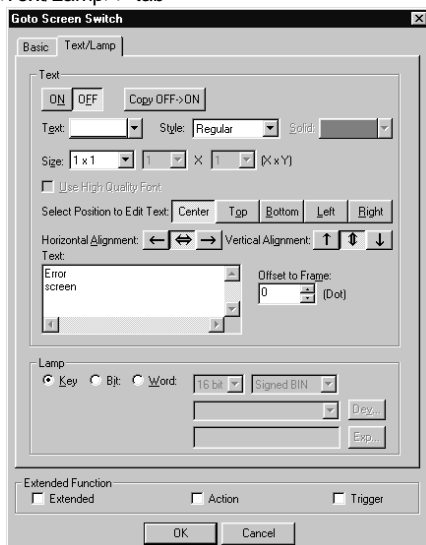 Goto Screen Switch
Basic Text/Lamp
Text
ON OFF Copy OFF->ON
Text: Style: Regular Solid:
Size: 1 x 1 1 X 1 (X x Y)
Use High Quality Font
Select Position to Edit Text: Center Top Bottom Left Right
Horizontal Alignment: Vertical Alignment:
Text:
Error
screen
Offset to Frame:
0 (Dot)
Lamp
Key Bit: Word: 16 bit Signed BIN
Dev...
Exp...
Extended Function
Extended Action Trigger
OK Cancel